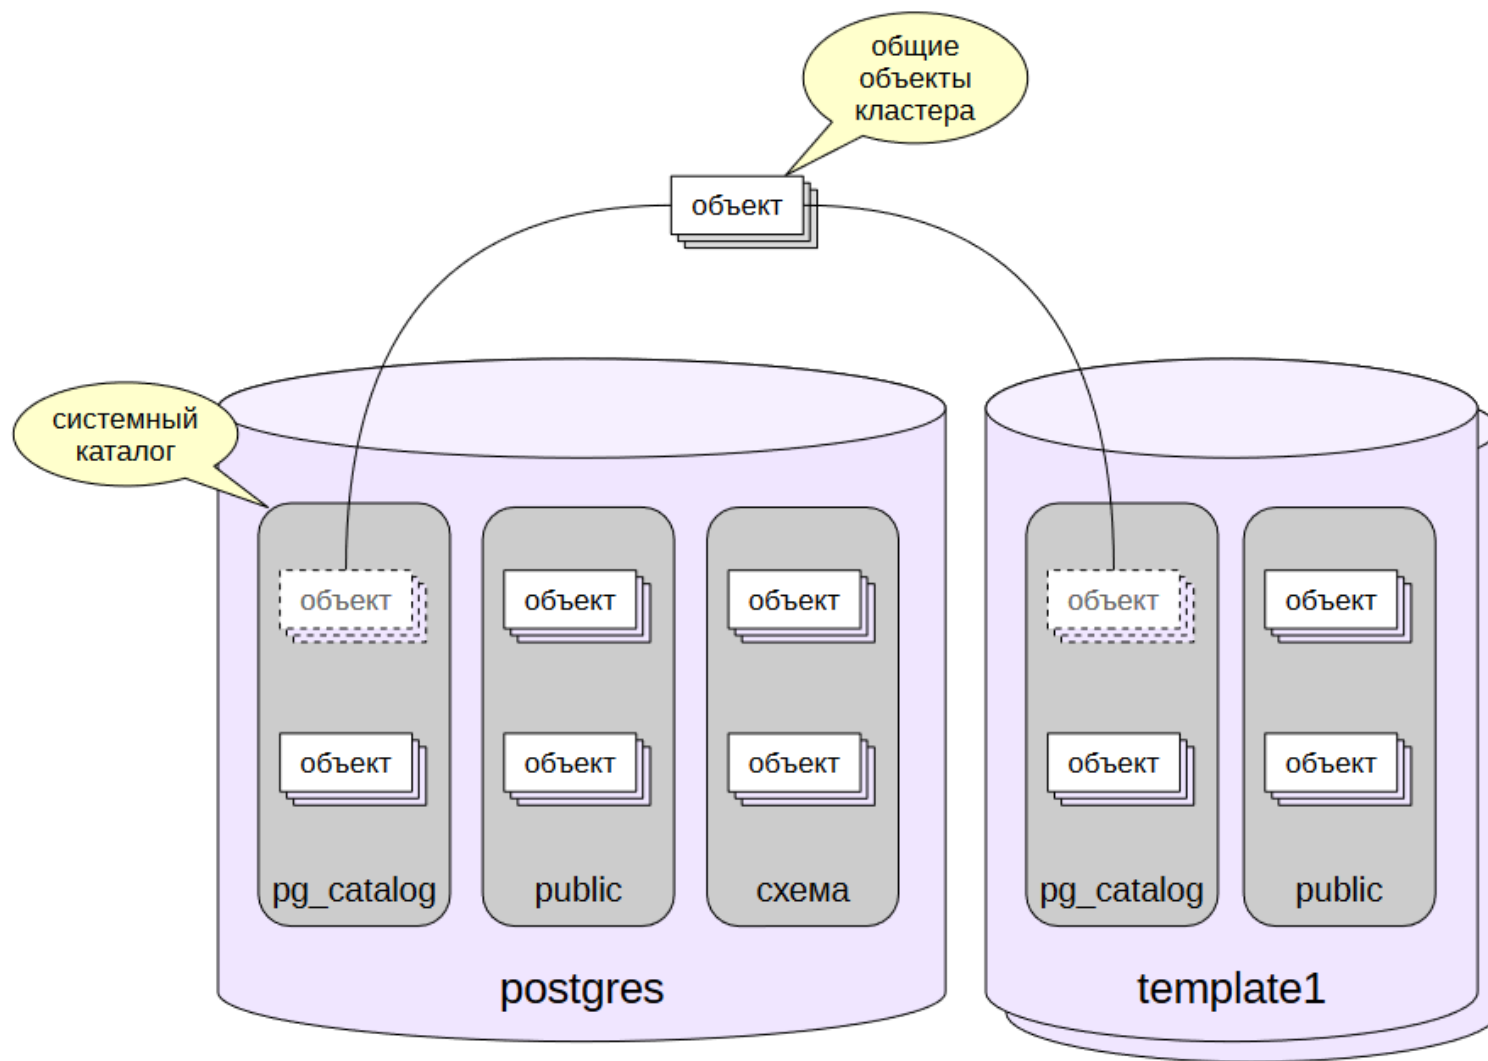 общие
объекты
кластера
объект
системный
каталог
объект
объект
объект
объект
объект
объект
объект
объект
объект
объект
pg_catalog
public
схема
pg_catalog
public
postgres
template1